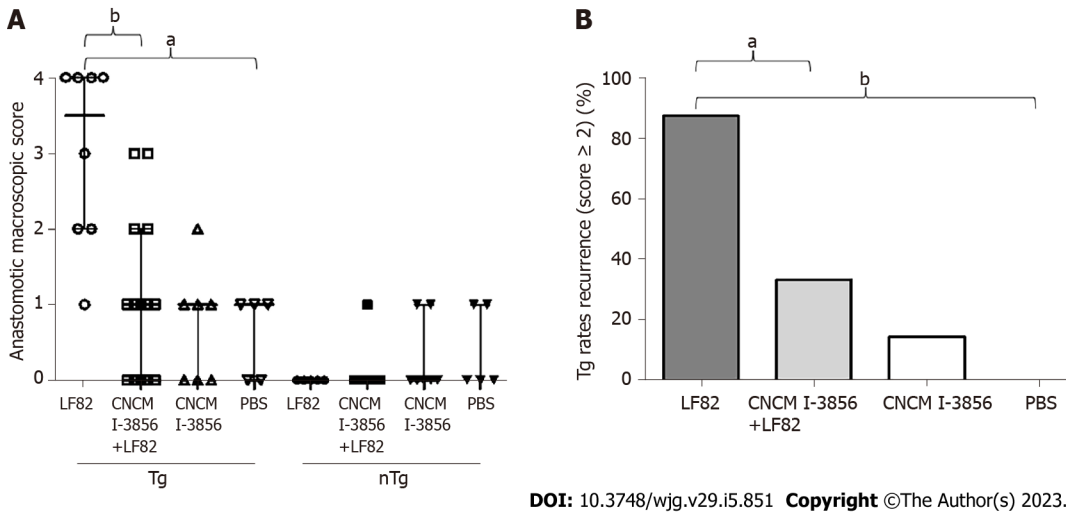 A
b
a
Anastomotic macroscopic score
4
3
2
1
0
LF82
CNCM I-3856 +LF82
CNCM I-3856
PBS
LF82
CNCM I-3856 +LF82
CNCM I-3856
PBS
Tg
nTg
B
a
b
Tg rates recurrence (score ≥ 2) (%)
100
80
60
40
20
0
LF82
CNCM I-3856 +LF82
CNCM I-3856
PBS
DOI: 10.3748/wjg.v29.i5.851 Copyright ©The Author(s) 2023.